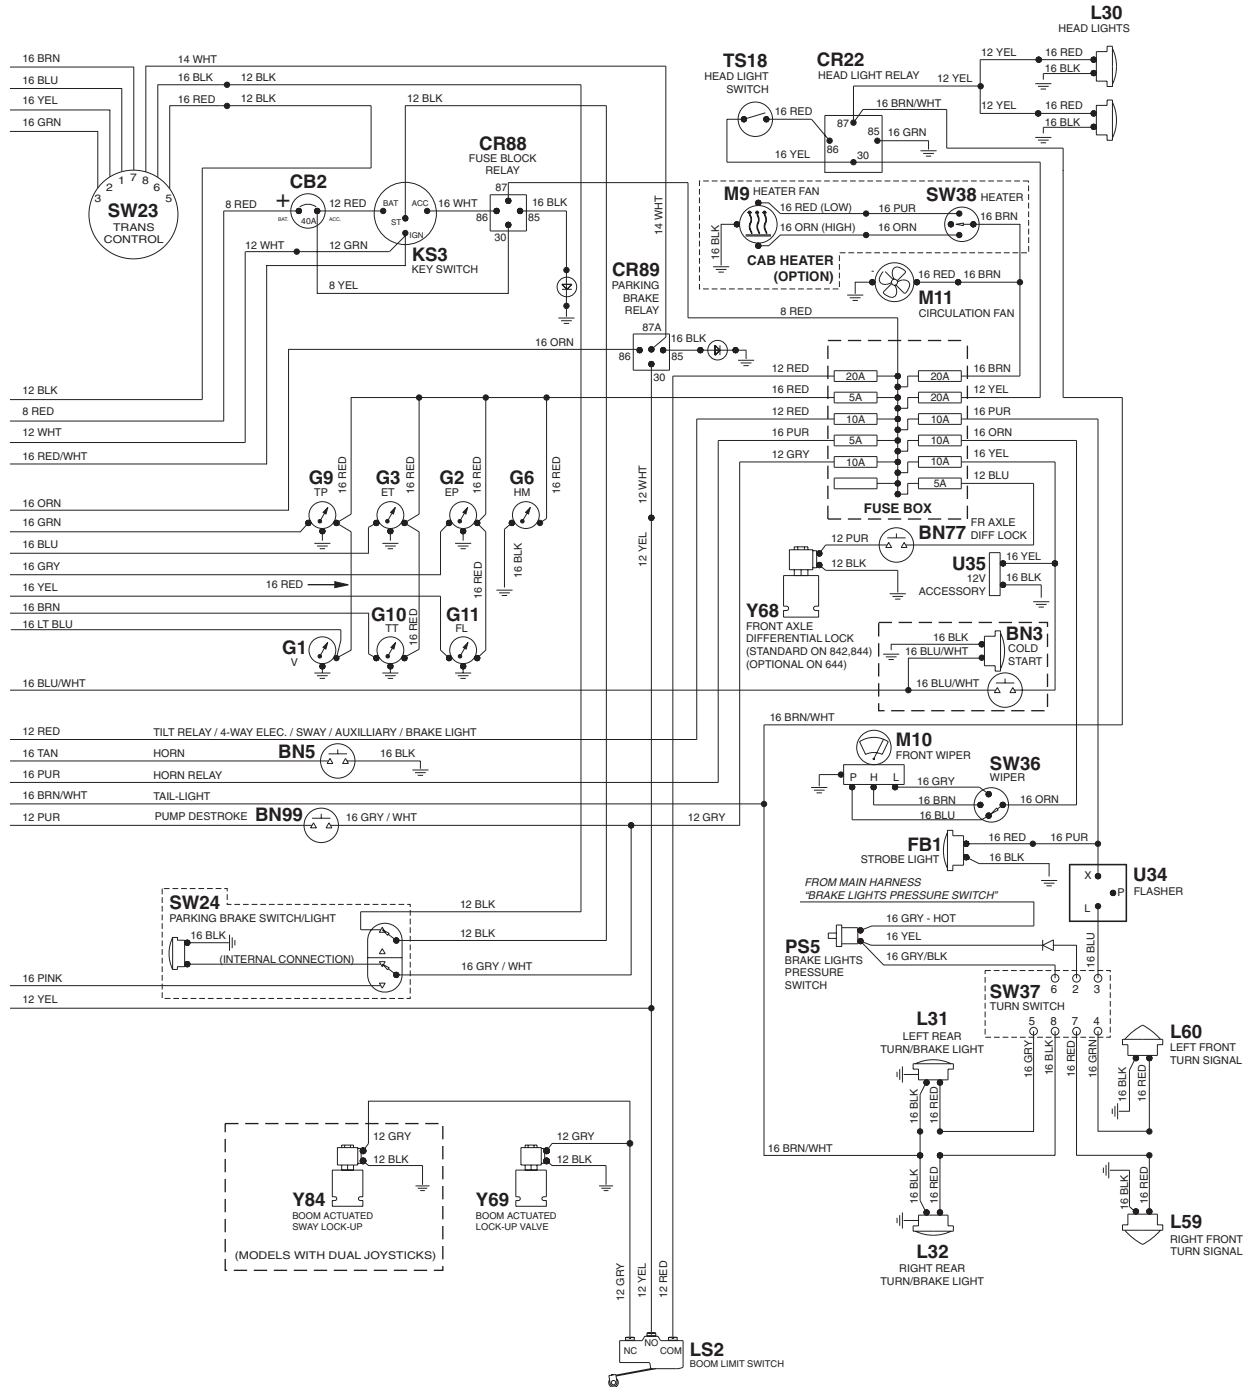 L30
HEAD LIGHTS
16 BRN
14 WHT
16 BLU
16 BLK
12 BLK
16 YEL
16 RED
12 BLK
16 GRN
12 BLK
TS18
HEAD LIGHT
SWITCH
CR22
HEAD LIGHT RELAY
12 YEL
12 YEL
16 RED
16 BLK
12 YEL
16 RED
16 BLK
16 RED
16 BRN/WHT
87
85
16 GRN
86
30
16 YEL
3
2
1
7
8
6
5
SW23
TRANS
CONTROL
CR88
FUSE BLOCK
RELAY
87
86
85
30
16 BLK
CB2
+
8 RED
BAT.
40A
ACC.
12 RED
BAT
ACC
ST
IGN
16 WHT
12 WHT
12 GRN
KS3
KEY SWITCH
8 YEL
14 WHT
M9
HEATER FAN
16 RED (LOW)
16 PUR
SW38
HEATER
16 BRN
16 ORN (HIGH)
16 ORN
16 BLK
CAB HEATER
(OPTION)
-
16 RED
16 BRN
M11
CIRCULATION FAN
CR89
PARKING
BRAKE
RELAY
87A
16 BLK
86
85
30
16 ORN
8 RED
12 RED
20A
20A
16 BRN
16 RED
5A
20A
12 YEL
12 RED
10A
10A
16 PUR
16 PUR
5A
10A
16 ORN
12 GRY
10A
10A
16 YEL
5A
12 BLU
FUSE BOX
12 BLK
8 RED
12 WHT
16 RED/WHT
16 ORN
16 GRN
16 BLU
16 GRY
16 YEL
16 BRN
16 LT BLU
G9
TP
16 RED
G3
ET
16 RED
G2
EP
16 RED
G6
HM
16 RED
16 BLK
16 RED
16 RED
16 RED
G1
V
G10
TT
G11
FL
12 WHT
12 YEL
BN77
FR AXLE
DIFF LOCK
12 PUR
12 BLK
Y68
FRONT AXLE
DIFFERENTIAL LOCK
(STANDARD ON 842,844)
(OPTIONAL ON 644)
U35
12V
ACCESSORY
16 YEL
16 BLK
BN3
COLD
START
16 BLK
16 BLU/WHT
16 BLU/WHT
16 BLU/WHT
16 BRN/WHT
12 RED
TILT RELAY / 4-WAY ELEC. / SWAY / AUXILLIARY / BRAKE LIGHT
16 TAN
HORN
BN5
16 BLK
16 PUR
HORN RELAY
16 BRN/WHT
TAIL-LIGHT
12 PUR
PUMP DESTROKE
BN99
16 GRY / WHT
12 GRY
M10
FRONT WIPER
P
H
L
16 GRY
16 BRN
16 BLU
SW36
WIPER
16 ORN
FB1
STROBE LIGHT
16 RED
16 PUR
16 BLK
X
P
L
U34
FLASHER
16 BLU
FROM MAIN HARNESS
"BRAKE LIGHTS PRESSURE SWITCH"
16 GRY - HOT
16 YEL
16 GRY/BLK
PS5
BRAKE LIGHTS
PRESSURE
SWITCH
SW24
PARKING BRAKE SWITCH/LIGHT
16 BLK
(INTERNAL CONNECTION)
12 BLK
12 BLK
16 GRY / WHT
16 PINK
12 YEL
SW37
TURN SWITCH
6
2
3
5
8
7
4
16 GRY
16 BLK
16 RED
16 GRN
L31
LEFT REAR
TURN/BRAKE LIGHT
16 BLK
16 RED
L60
LEFT FRONT
TURN SIGNAL
16 BLK
16 RED
16 BRN/WHT
16 BLK
16 RED
L32
RIGHT REAR
TURN/BRAKE LIGHT
16 BLK
16 RED
L59
RIGHT FRONT
TURN SIGNAL
12 GRY
12 BLK
Y84
BOOM ACTUATED
SWAY LOCK-UP
(MODELS WITH DUAL JOYSTICKS)
12 GRY
12 BLK
Y69
BOOM ACTUATED
LOCK-UP VALVE
12 GRY
12 YEL
12 RED
NC
NO
COM
LS2
BOOM LIMIT SWITCH